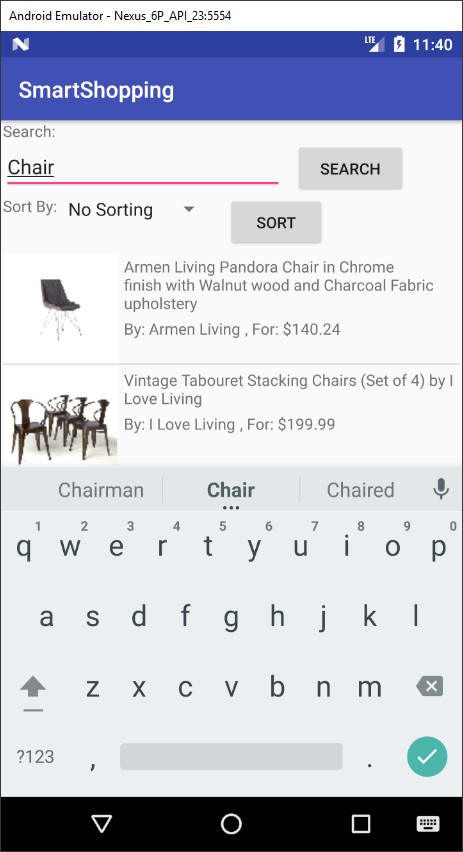 Android Emulator - Nexus_6P_API_23:5554
LTE 11:40
SmartShopping
Search:
Chair SEARCH
Sort By: No Sorting SORT
Armen Living Pandora Chair in Chrome
finish with Walnut wood and Charcoal Fabric
upholstery
By: Armen Living , For: $140.24
Vintage Tabouret Stacking Chairs (Set of 4) by I
Love Living
By: I Love Living , For: $199.99
Chairman Chair Chaired
1 2 3 4 5 6 7 8 9 0
q w e r t y u i o p
a s d f g h j k l
z x c v b n m
?123 , .